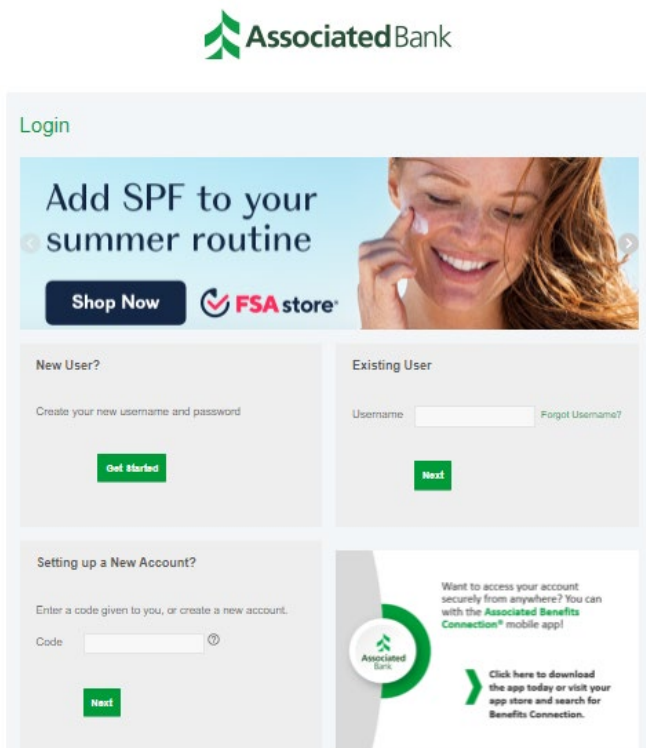 Associated Bank
Login
Add SPF to your
summer routine
Shop Now
FSA store
New User?
Create your new username and password
Get Started
Existing User
Username
Forgot Username?
Next
Setting up a New Account?
Enter a code given to you, or create a new account.
Code
?
Next
Associated
Bank
Want to access your account
securely from anywhere? You can
with the Associated Benefits
Connection® mobile app!
Click here to download
the app today or visit your
app store and search for
Benefits Connection.